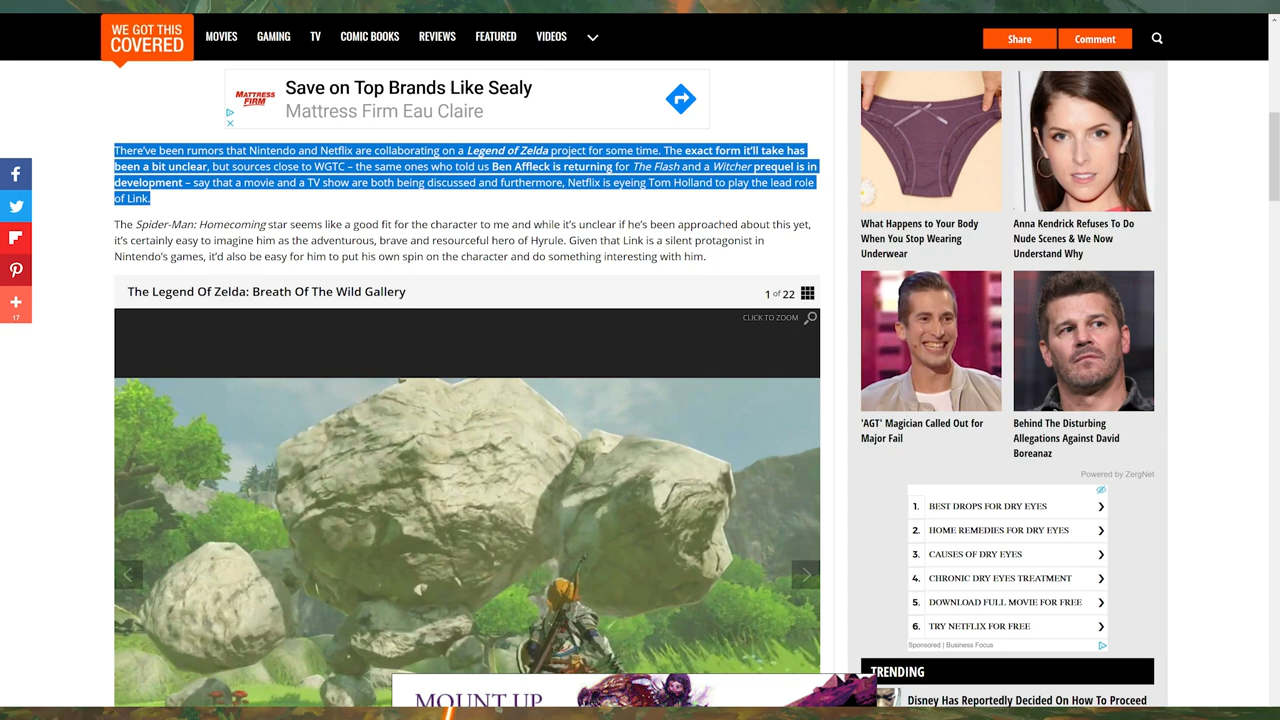 WE GOT THIS
COVERED
MOVIES
GAMING
TV
COMIC BOOKS
REVIEWS
FEATURED
VIDEOS
Share
Comment
MATTRESS
FIRM
Save on Top Brands Like Sealy
Mattress Firm Eau Claire
There've been rumors that Nintendo and Netflix are collaborating on a Legend of Zelda project for some time. The exact form it'll take has
been a bit unclear, but sources close to WGTC – the same ones who told us Ben Affleck is returning for The Flash and a Witcher prequel is in
development – say that a movie and a TV show are both being discussed and furthermore, Netflix is eyeing Tom Holland to play the lead role
of Link.
The Spider-Man: Homecoming star seems like a good fit for the character to me and while it's unclear if he's been approached about this yet,
it's certainly easy to imagine him as the adventurous, brave and resourceful hero of Hyrule. Given that Link is a silent protagonist in
Nintendo's games, it'd also be easy for him to put his own spin on the character and do something interesting with him.
17
The Legend Of Zelda: Breath Of The Wild Gallery
1 of 22
CLICK TO ZOOM
What Happens to Your Body
When You Stop Wearing
Underwear
Anna Kendrick Refuses To Do
Nude Scenes & We Now
Understand Why
'AGT' Magician Called Out for
Major Fail
Behind The Disturbing
Allegations Against David
Boreanaz
Powered by ZergNet
1. BEST DROPS FOR DRY EYES
2. HOME REMEDIES FOR DRY EYES
3. CAUSES OF DRY EYES
4. CHRONIC DRY EYES TREATMENT
5. DOWNLOAD FULL MOVIE FOR FREE
6. TRY NETFLIX FOR FREE
Sponsored | Business Focus
TRENDING
Disney Has Reportedly Decided On How To Proceed
MOUNT UP